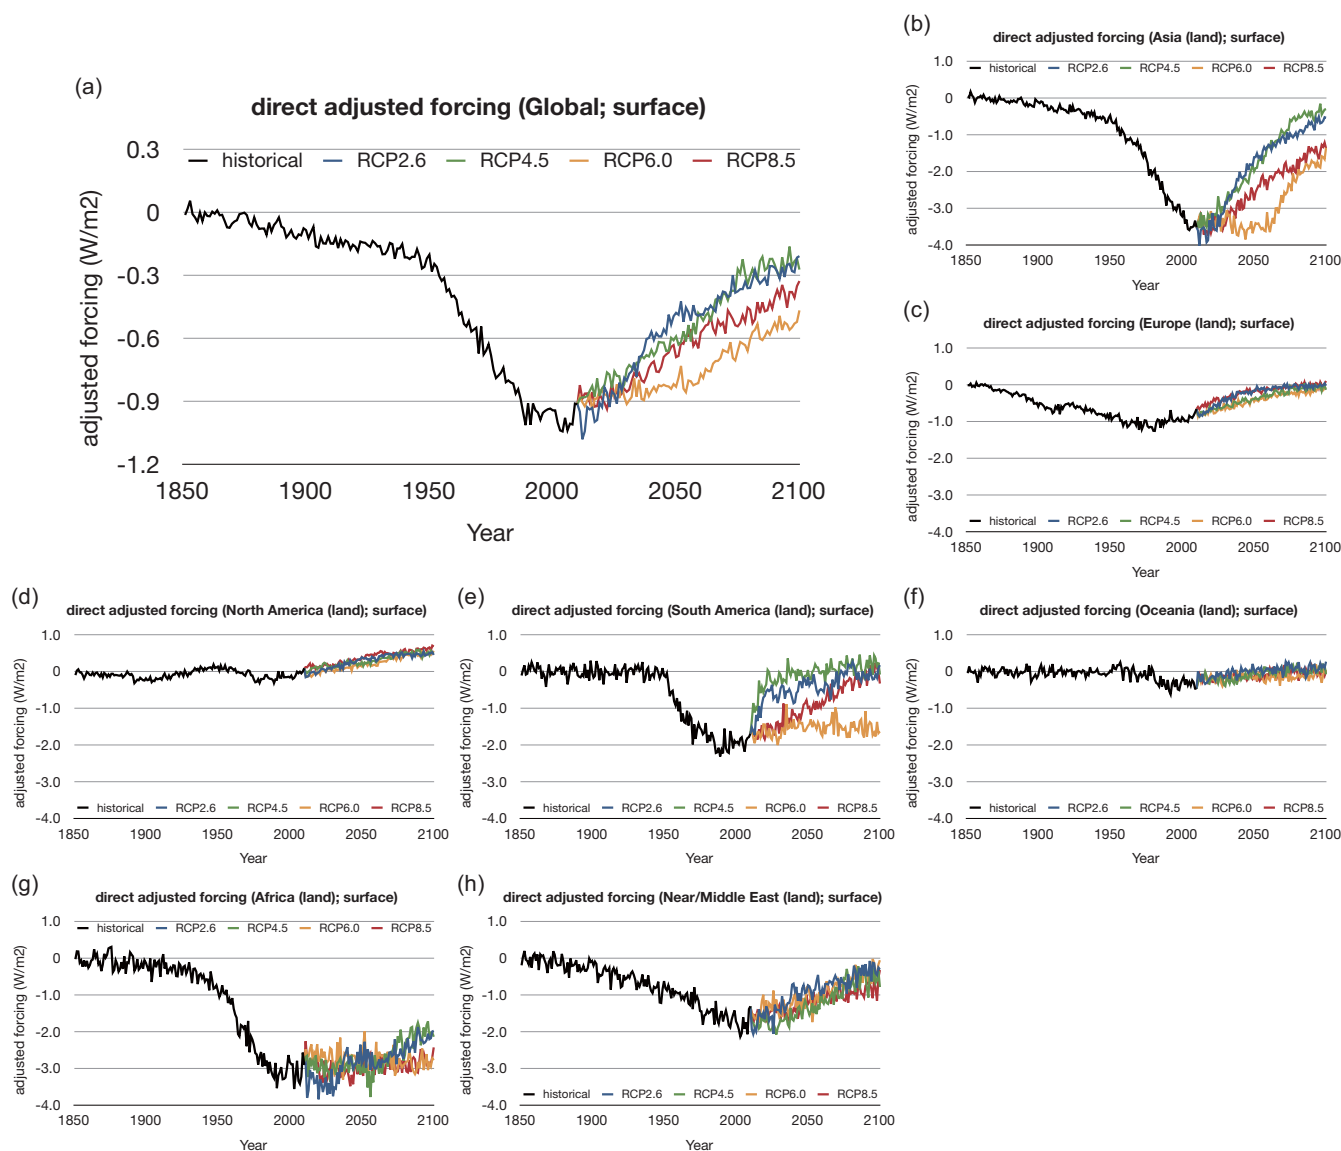 (a)
direct adjusted forcing (Global; surface)
historical RCP2.6 RCP4.5 RCP6.0 RCP8.5
adjusted forcing (W/m2)
0.3
0
-0.3
-0.6
-0.9
-1.2
1850 1900 1950 2000 2050 2100
Year
(b)
direct adjusted forcing (Asia (land); surface)
historical RCP2.6 RCP4.5 RCP6.0 RCP8.5
adjusted forcing (W/m2)
1.0
0
-1.0
-2.0
-3.0
-4.0
1850 1900 1950 2000 2050 2100
Year
(c)
direct adjusted forcing (Europe (land); surface)
adjusted forcing (W/m2)
1.0
0
-1.0
-2.0
-3.0
-4.0
historical RCP2.6 RCP4.5 RCP6.0 RCP8.5
1850 1900 1950 2000 2050 2100
Year
(d)
direct adjusted forcing (North America (land); surface)
adjusted forcing (W/m2)
1.0
0
-1.0
-2.0
-3.0
-4.0
historical RCP2.6 RCP4.5 RCP6.0 RCP8.5
1850 1900 1950 2000 2050 2100
Year
(e)
direct adjusted forcing (South America (land); surface)
adjusted forcing (W/m2)
1.0
0
-1.0
-2.0
-3.0
-4.0
historical RCP2.6 RCP4.5 RCP6.0 RCP8.5
1850 1900 1950 2000 2050 2100
Year
(f)
direct adjusted forcing (Oceania (land); surface)
adjusted forcing (W/m2)
1.0
0
-1.0
-2.0
-3.0
-4.0
historical RCP2.6 RCP4.5 RCP6.0 RCP8.5
1850 1900 1950 2000 2050 2100
Year
(g)
direct adjusted forcing (Africa (land); surface)
historical RCP2.6 RCP4.5 RCP6.0 RCP8.5
adjusted forcing (W/m2)
1.0
0
-1.0
-2.0
-3.0
-4.0
1850 1900 1950 2000 2050 2100
Year
(h)
direct adjusted forcing (Near/Middle East (land); surface)
adjusted forcing (W/m2)
1.0
0
-1.0
-2.0
-3.0
-4.0
historical RCP2.6 RCP4.5 RCP6.0 RCP8.5
1850 1900 1950 2000 2050 2100
Year